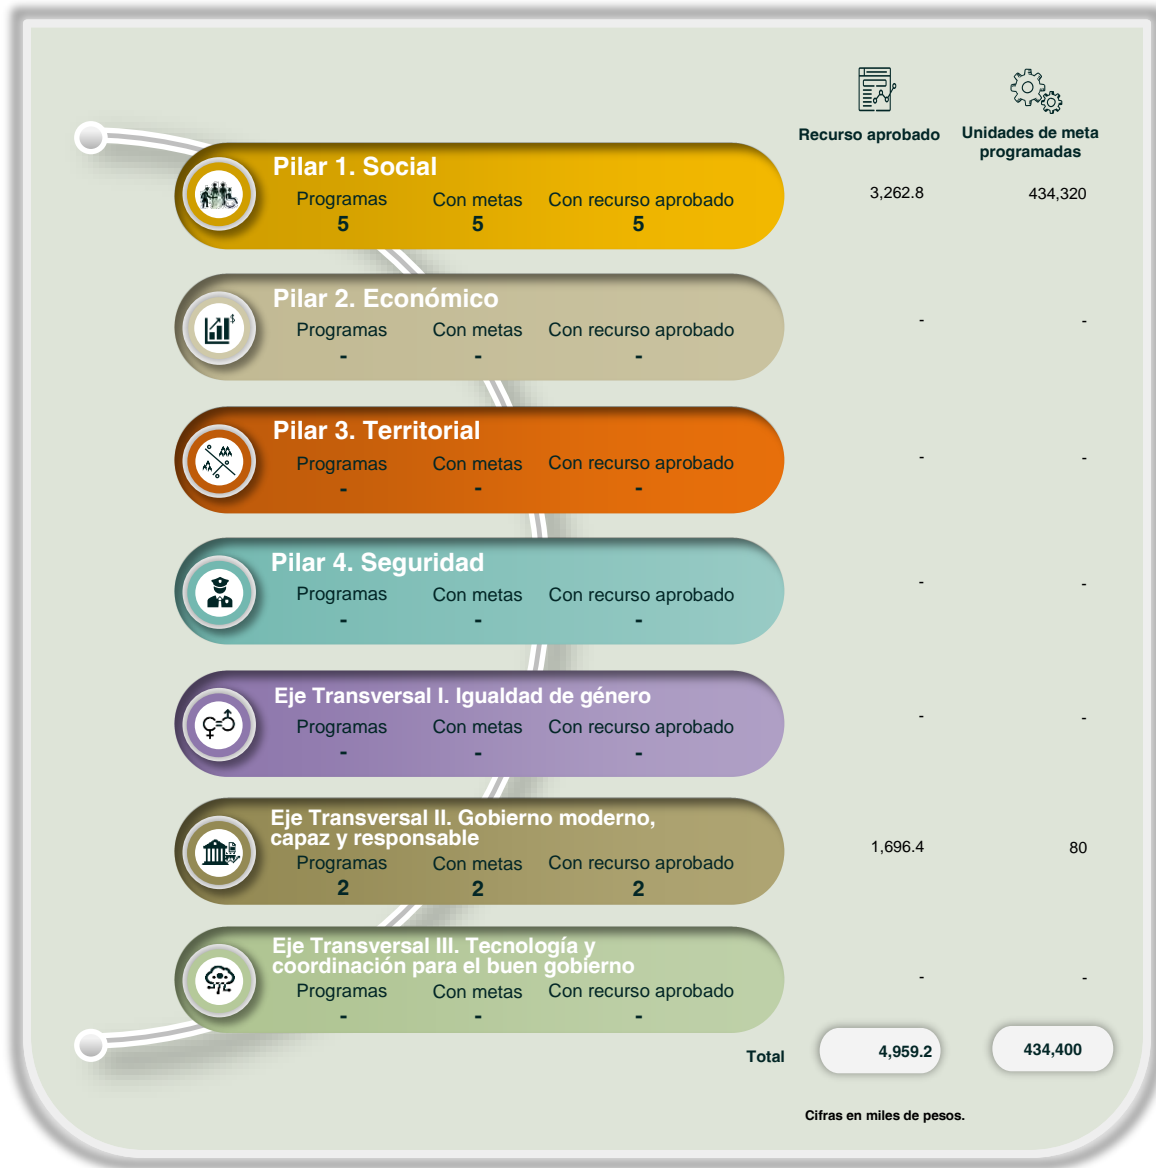 Recurso aprobado
Unidades de meta
programadas
Pilar 1. Social
Programas Con metas Con recurso aprobado
5 5 5
3,262.8 434,320
Pilar 2. Económico
Programas Con metas Con recurso aprobado
- - -
- -
Pilar 3. Territorial
Programas Con metas Con recurso aprobado
- - -
- -
Pilar 4. Seguridad
Programas Con metas Con recurso aprobado
- - -
- -
Eje Transversal I. Igualdad de género
Programas Con metas Con recurso aprobado
- - -
- -
Eje Transversal II. Gobierno moderno,
capaz y responsable
Programas Con metas Con recurso aprobado
2 2 2
1,696.4 80
Eje Transversal III. Tecnología y
coordinación para el buen gobierno
Programas Con metas Con recurso aprobado
- - -
- -
Total 4,959.2 434,400
Cifras en miles de pesos.